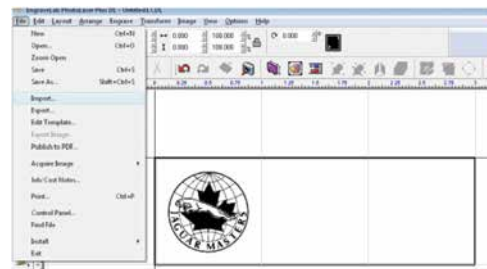 EngraveLab PhotoLaser Plus DL - Untitled1.DL
File Edit Layout Arrange Engrave Transform Image View Options Help
New Ctrl+N
Open... Ctrl+O
Zoom Open
Save Ctrl+S
Save As... Shift+Ctrl+S
Import...
Export...
Edit Template...
Export Image...
Publish to PDF...
Acquire Image
Job/Cost Notes...
Print... Ctrl+P
Control Panel...
Find File
Install
Exit
0.000 100.000 0.000
0.000 100.000
JAGUAR MASTERS